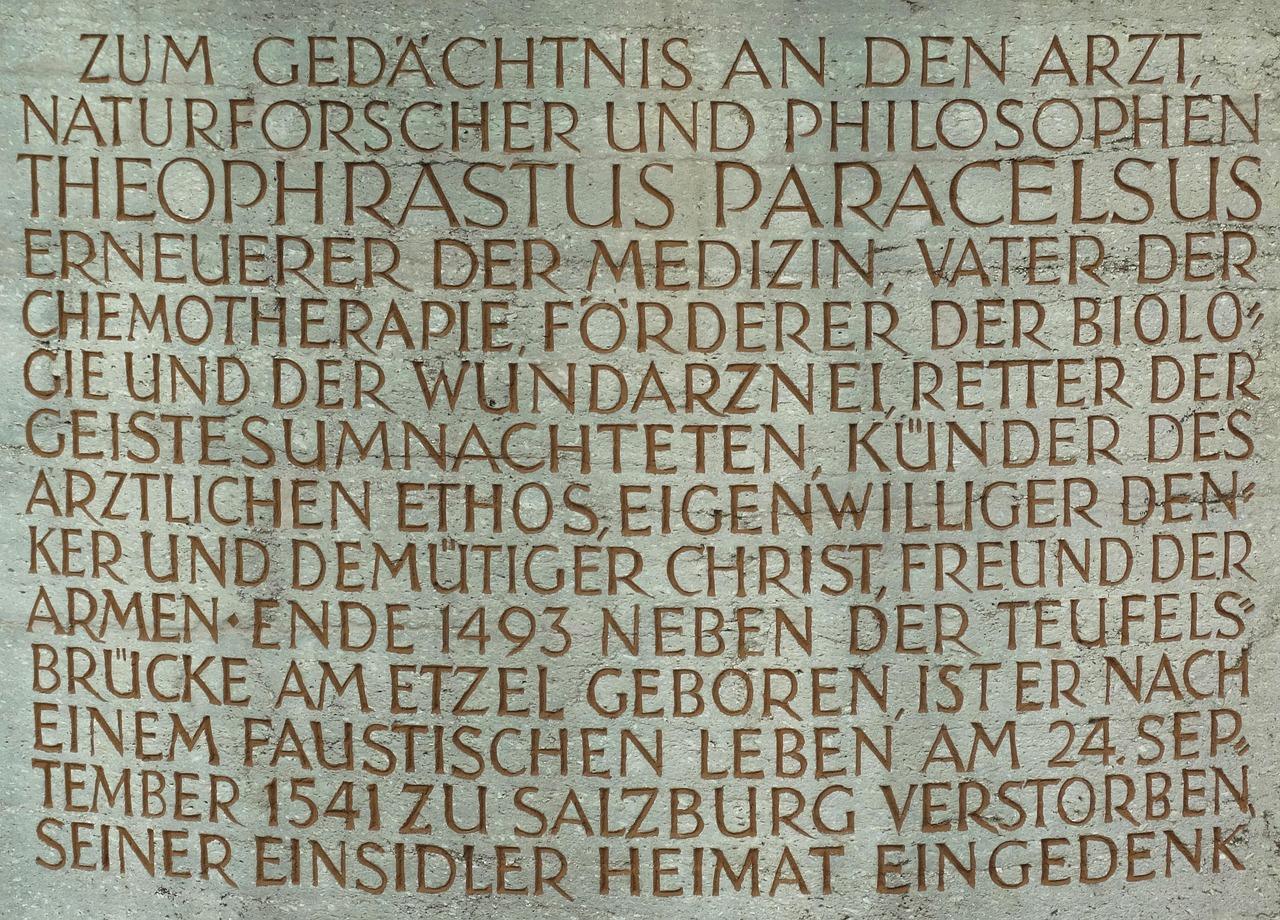 ZUM GEDÄCHTNIS AN DEN ARZT,
NATURFORSCHER UND PHILOSOPHEN
THEOPHRASTUS PARACELSUS
ERNEUERER DER MEDIZIN, VATER DER
CHEMOTHERAPIE, FÖRDERER DER BIOLO=
GIE UND DER WUNDARZNEI, RETTER DER
GEISTESUMNACHTETEN, KÜNDER DES
ARZTLICHEN ETHOS, EIGENWILLIGER DEN=
KER UND DEMÜTIGER CHRIST, FREUND DER
ARMEN · ENDE 1493 NEBEN DER TEUFELS=
BRÜCKE AM ETZEL GEBOREN, IST ER NACH
EINEM FAUSTISCHEN LEBEN AM 24. SEP=
TEMBER 1541 ZU SALZBURG VERSTORBEN,
SEINER EINSIDLER HEIMAT EINGEDENK